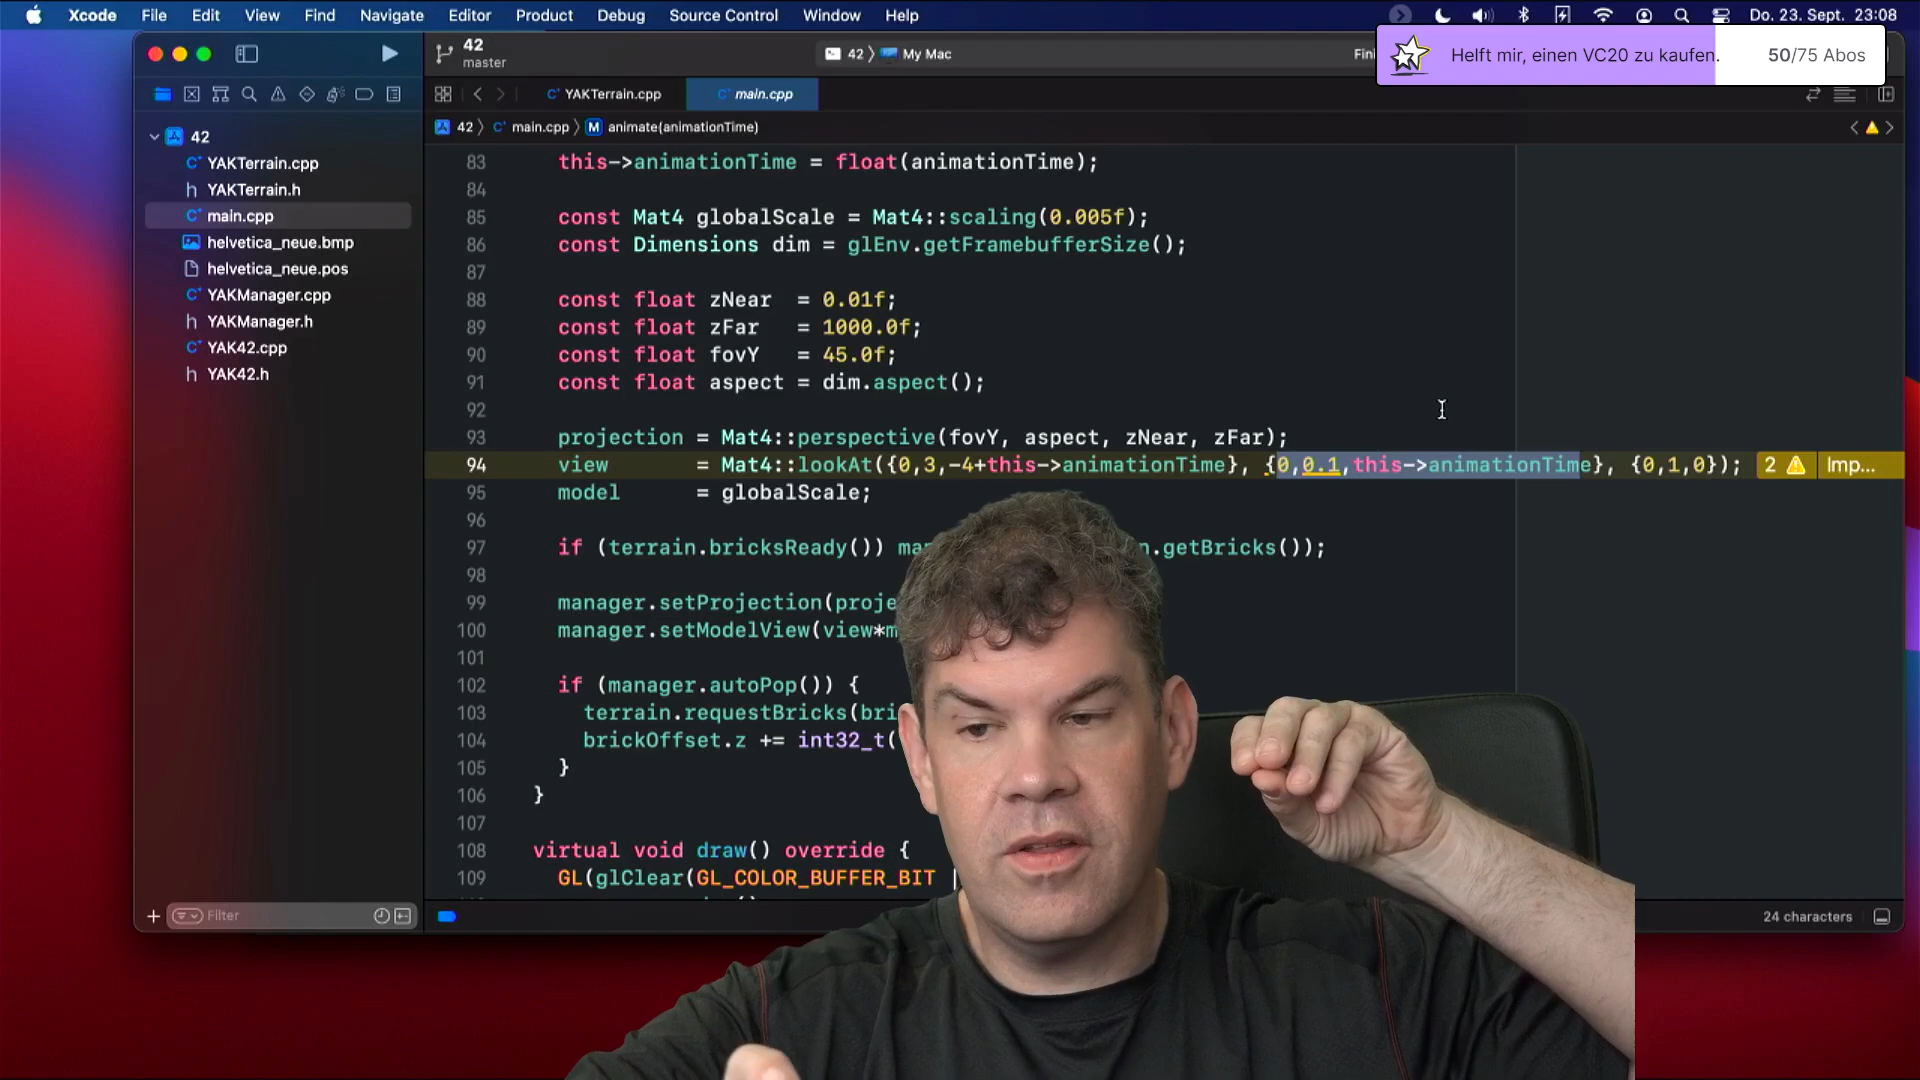 Xcode File Edit View Find Navigate Editor Product Debug Source Control Window Help
Do. 23. Sept. 23:08
Helft mir, einen VC20 zu kaufen. 50/75 Abos
42
master
42 My Mac
YAKTerrain.cpp main.cpp
42 main.cpp M animate(animationTime)
42
YAKTerrain.cpp
YAKTerrain.h
main.cpp
helvetica_neue.bmp
helvetica_neue.pos
YAKManager.cpp
YAKManager.h
YAK42.cpp
YAK42.h
Filter
83 this->animationTime = float(animationTime);
84
85 const Mat4 globalScale = Mat4::scaling(0.005f);
86 const Dimensions dim = glEnv.getFramebufferSize();
87
88 const float zNear = 0.01f;
89 const float zFar = 1000.0f;
90 const float fovY = 45.0f;
91 const float aspect = dim.aspect();
92
93 projection = Mat4::perspective(fovY, aspect, zNear, zFar);
94 view = Mat4::lookAt({0,3,-4+this->animationTime}, {0,0.1,this->animationTime}, {0,1,0}); 2 Imp...
95 model = globalScale;
96
97 if (terrain.bricksReady()) .getBricks());
98
99 manager.setProjection(
100 manager.setModelView(view*
101
102 if (manager.autoPop()) {
103 terrain.requestBricks(
104 brickOffset.z += int32_t(
105 }
106 }
107
108 virtual void draw() override {
109 GL(glClear(GL_COLOR_BUFFER_BIT |
24 characters